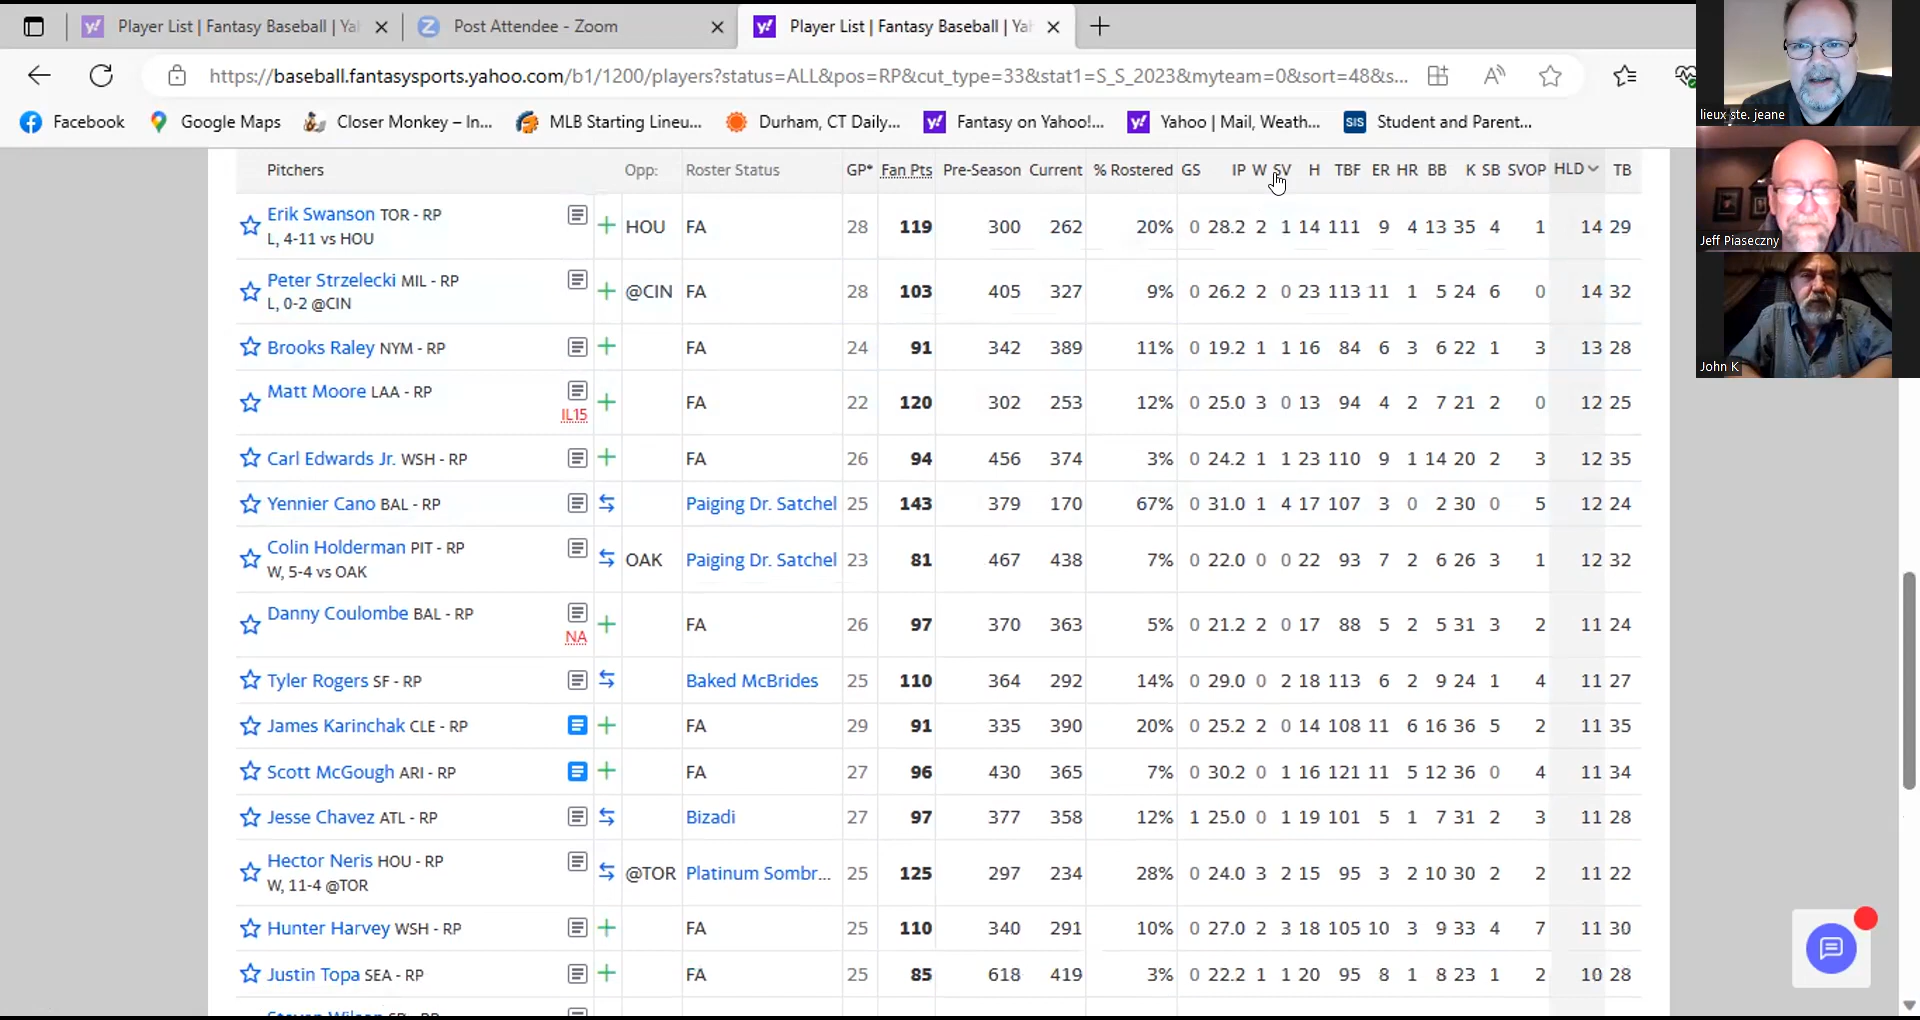 Player List | Fantasy Baseball | Ya
Post Attendee - Zoom
Player List | Fantasy Baseball | Ya
https://baseball.fantasysports.yahoo.com/b1/1200/players?status=ALL&pos=RP&cut_type=33&stat1=S_S_2023&myteam=0&sort=48&s...
Facebook Google Maps Closer Monkey – In... MLB Starting Lineu... Durham, CT Daily... Fantasy on Yahoo!... Yahoo | Mail, Weath... SIS Student and Parent...
lieux ste. jeane
Jeff Piaseczny
John K
Pitchers Opp: Roster Status GP* Fan Pts Pre-Season Current % Rostered GS IP W SV H TBF ER HR BB K SB SVOP HLD TB
Erik Swanson TOR - RP HOU FA 28 119 300 262 20% 0 28.2 2 1 14 111 9 4 13 35 4 1 14 29
L, 4-11 vs HOU
Peter Strzelecki MIL - RP @CIN FA 28 103 405 327 9% 0 26.2 2 0 23 113 11 1 5 24 6 0 14 32
L, 0-2 @CIN
Brooks Raley NYM - RP FA 24 91 342 389 11% 0 19.2 1 1 16 84 6 3 6 22 1 3 13 28
Matt Moore LAA - RP FA 22 120 302 253 12% 0 25.0 3 0 13 94 4 2 7 21 2 0 12 25
IL15
Carl Edwards Jr. WSH - RP FA 26 94 456 374 3% 0 24.2 1 1 23 110 9 1 14 20 2 3 12 35
Yennier Cano BAL - RP Paiging Dr. Satchel 25 143 379 170 67% 0 31.0 1 4 17 107 3 0 2 30 0 5 12 24
Colin Holderman PIT - RP OAK Paiging Dr. Satchel 23 81 467 438 7% 0 22.0 0 0 22 93 7 2 6 26 3 1 12 32
W, 5-4 vs OAK
Danny Coulombe BAL - RP FA 26 97 370 363 5% 0 21.2 2 0 17 88 5 2 5 31 3 2 11 24
NA
Tyler Rogers SF - RP Baked McBrides 25 110 364 292 14% 0 29.0 0 2 18 113 6 2 9 24 1 4 11 27
James Karinchak CLE - RP FA 29 91 335 390 20% 0 25.2 2 0 14 108 11 6 16 36 5 2 11 35
Scott McGough ARI - RP FA 27 96 430 365 7% 0 30.2 0 1 16 121 11 5 12 36 0 4 11 34
Jesse Chavez ATL - RP Bizadi 27 97 377 358 12% 1 25.0 0 1 19 101 5 1 7 31 2 3 11 28
Hector Neris HOU - RP @TOR Platinum Sombr... 25 125 297 234 28% 0 24.0 3 2 15 95 3 2 10 30 2 2 11 22
W, 11-4 @TOR
Hunter Harvey WSH - RP FA 25 110 340 291 10% 0 27.0 2 3 18 105 10 3 9 33 4 7 11 30
Justin Topa SEA - RP FA 25 85 618 419 3% 0 22.2 1 1 20 95 8 1 8 23 1 2 10 28